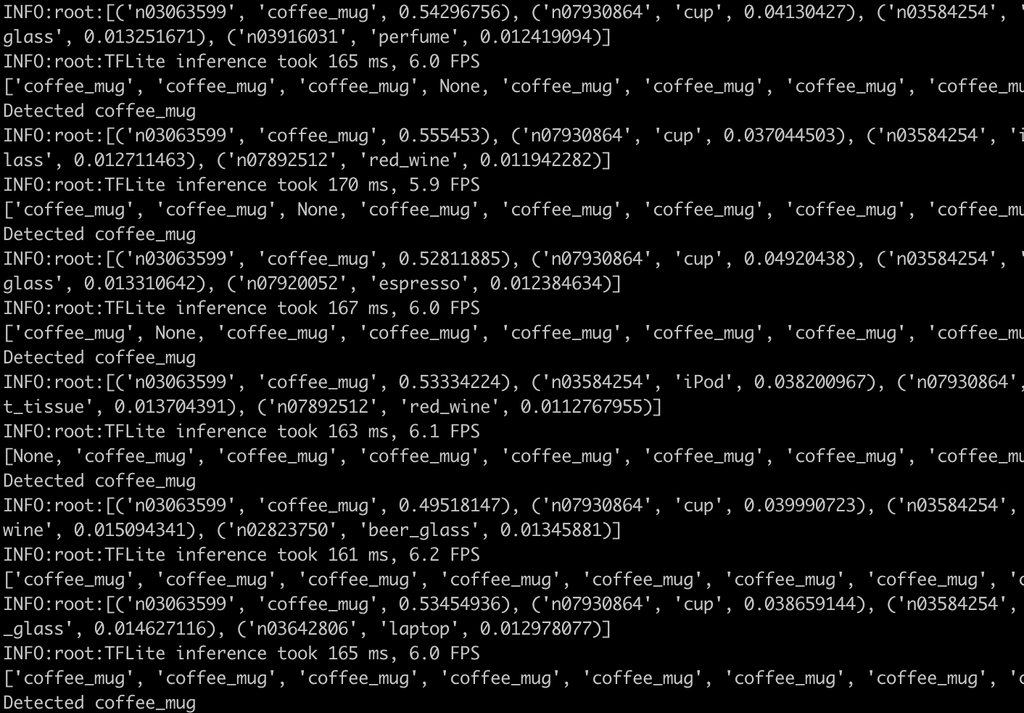 INFO:root:[('n03063599', 'coffee_mug', 0.54296756), ('n07930864', 'cup', 0.04130427), ('n03584254', '
glass', 0.013251671), ('n03916031', 'perfume', 0.012419094)]
INFO:root:TFLite inference took 165 ms, 6.0 FPS
['coffee_mug', 'coffee_mug', 'coffee_mug', None, 'coffee_mug', 'coffee_mug', 'coffee_mug', 'coffee_mu
Detected coffee_mug
INFO:root:[('n03063599', 'coffee_mug', 0.555453), ('n07930864', 'cup', 0.037044503), ('n03584254', 'i
lass', 0.012711463), ('n07892512', 'red_wine', 0.011942282)]
INFO:root:TFLite inference took 170 ms, 5.9 FPS
['coffee_mug', 'coffee_mug', None, 'coffee_mug', 'coffee_mug', 'coffee_mug', 'coffee_mug', 'coffee_mu
Detected coffee_mug
INFO:root:[('n03063599', 'coffee_mug', 0.52811885), ('n07930864', 'cup', 0.04920438), ('n03584254', '
glass', 0.013310642), ('n07920052', 'espresso', 0.012384634)]
INFO:root:TFLite inference took 167 ms, 6.0 FPS
['coffee_mug', None, 'coffee_mug', 'coffee_mug', 'coffee_mug', 'coffee_mug', 'coffee_mug', 'coffee_mu
Detected coffee_mug
INFO:root:[('n03063599', 'coffee_mug', 0.53334224), ('n03584254', 'iPod', 0.038200967), ('n07930864',
t_tissue', 0.013704391), ('n07892512', 'red_wine', 0.0112767955)]
INFO:root:TFLite inference took 163 ms, 6.1 FPS
[None, 'coffee_mug', 'coffee_mug', 'coffee_mug', 'coffee_mug', 'coffee_mug', 'coffee_mug', 'coffee_mu
Detected coffee_mug
INFO:root:[('n03063599', 'coffee_mug', 0.49518147), ('n07930864', 'cup', 0.039990723), ('n03584254',
wine', 0.015094341), ('n02823750', 'beer_glass', 0.01345881)]
INFO:root:TFLite inference took 161 ms, 6.2 FPS
['coffee_mug', 'coffee_mug', 'coffee_mug', 'coffee_mug', 'coffee_mug', 'coffee_mug', 'coffee_mug', 'c
INFO:root:[('n03063599', 'coffee_mug', 0.53454936), ('n07930864', 'cup', 0.038659144), ('n03584254',
_glass', 0.014627116), ('n03642806', 'laptop', 0.012978077)]
INFO:root:TFLite inference took 165 ms, 6.0 FPS
['coffee_mug', 'coffee_mug', 'coffee_mug', 'coffee_mug', 'coffee_mug', 'coffee_mug', 'coffee_mug', 'c
Detected coffee_mug